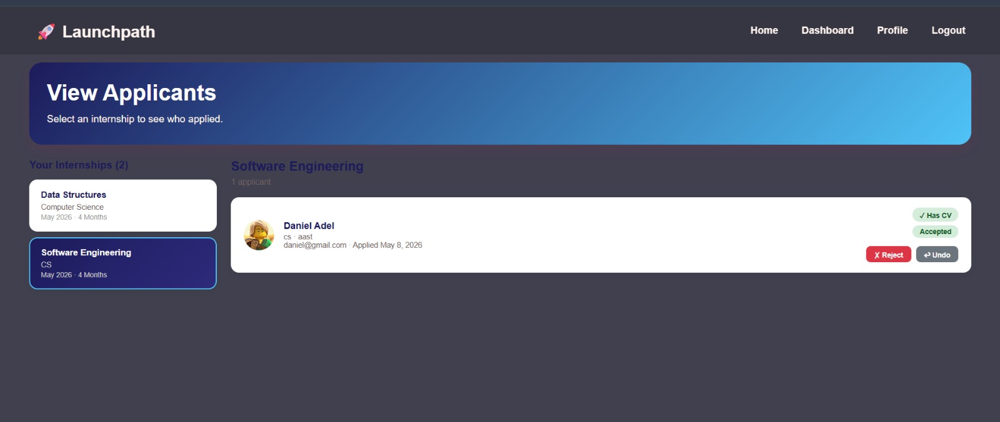 🚀 Launchpath
Home Dashboard Profile Logout
View Applicants
Select an internship to see who applied.
Your Internships (2)
Data Structures
Computer Science
May 2026 · 4 Months
Software Engineering
CS
May 2026 · 4 Months
Software Engineering
1 applicant
Daniel Adel
cs · aast
daniel@gmail.com · Applied May 8, 2026
✓ Has CV
Accepted
✗ Reject ↩ Undo